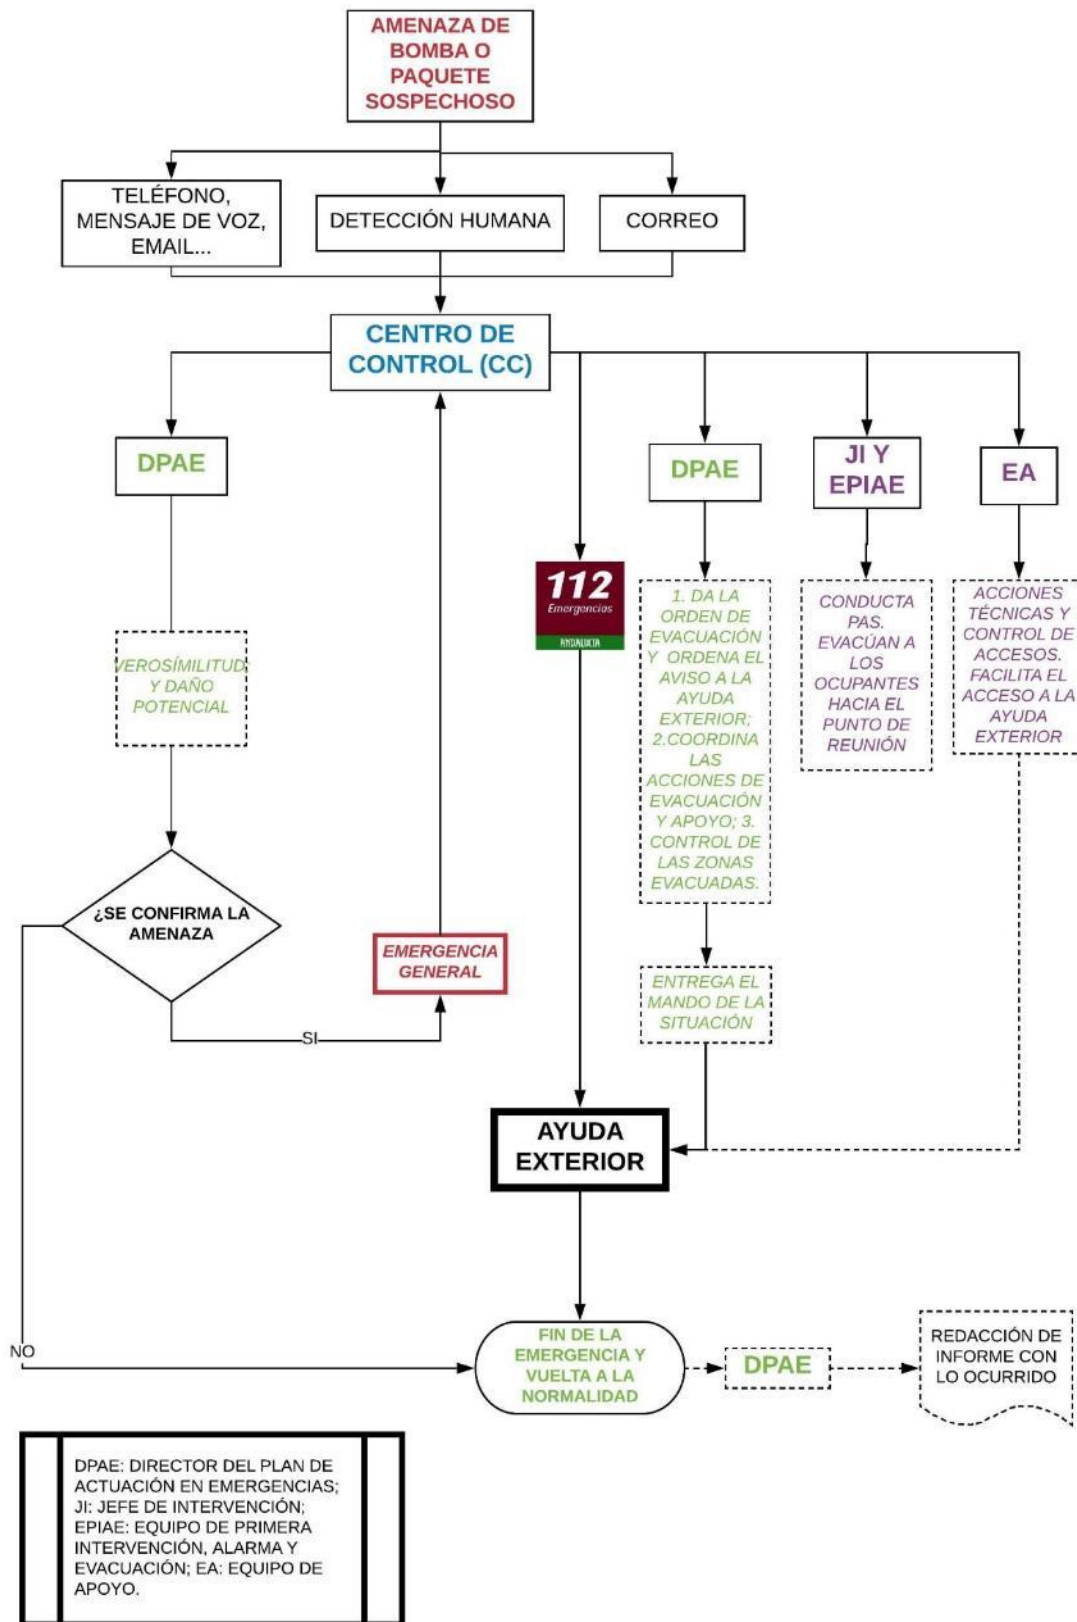 AMENAZA DE
BOMBA O
PAQUETE
SOSPECHOSO
TELÉFONO,
MENSAJE DE VOZ,
EMAIL...
DETECCIÓN HUMANA
CORREO
CENTRO DE
CONTROL (CC)
DPAE
DPAE
JI Y
EPIAE
EA
VEROSÍMILITUD
Y DAÑO
POTENCIAL
112
Emergencias
ANDALUCIA
1. DA LA
ORDEN DE
EVACUACIÓN
Y ORDENA EL
AVISO A LA
AYUDA
EXTERIOR;
2.COORDINA
LAS
ACCIONES DE
EVACUACIÓN
Y APOYO; 3.
CONTROL DE
LAS ZONAS
EVACUADAS.
CONDUCTA
PAS.
EVACÚAN A
LOS
OCUPANTES
HACIA EL
PUNTO DE
REUNIÓN
ACCIONES
TÉCNICAS Y
CONTROL DE
ACCESOS.
FACILITA EL
ACCESO A LA
AYUDA
EXTERIOR
¿SE CONFIRMA LA
AMENAZA
EMERGENCIA
GENERAL
ENTREGA EL
MANDO DE LA
SITUACIÓN
SI
AYUDA
EXTERIOR
NO
FIN DE LA
EMERGENCIA Y
VUELTA A LA
NORMALIDAD
DPAE
REDACCIÓN DE
INFORME CON
LO OCURRIDO
DPAE: DIRECTOR DEL PLAN DE
ACTUACIÓN EN EMERGENCIAS;
JI: JEFE DE INTERVENCIÓN;
EPIAE: EQUIPO DE PRIMERA
INTERVENCIÓN, ALARMA Y
EVACUACIÓN; EA: EQUIPO DE
APOYO.